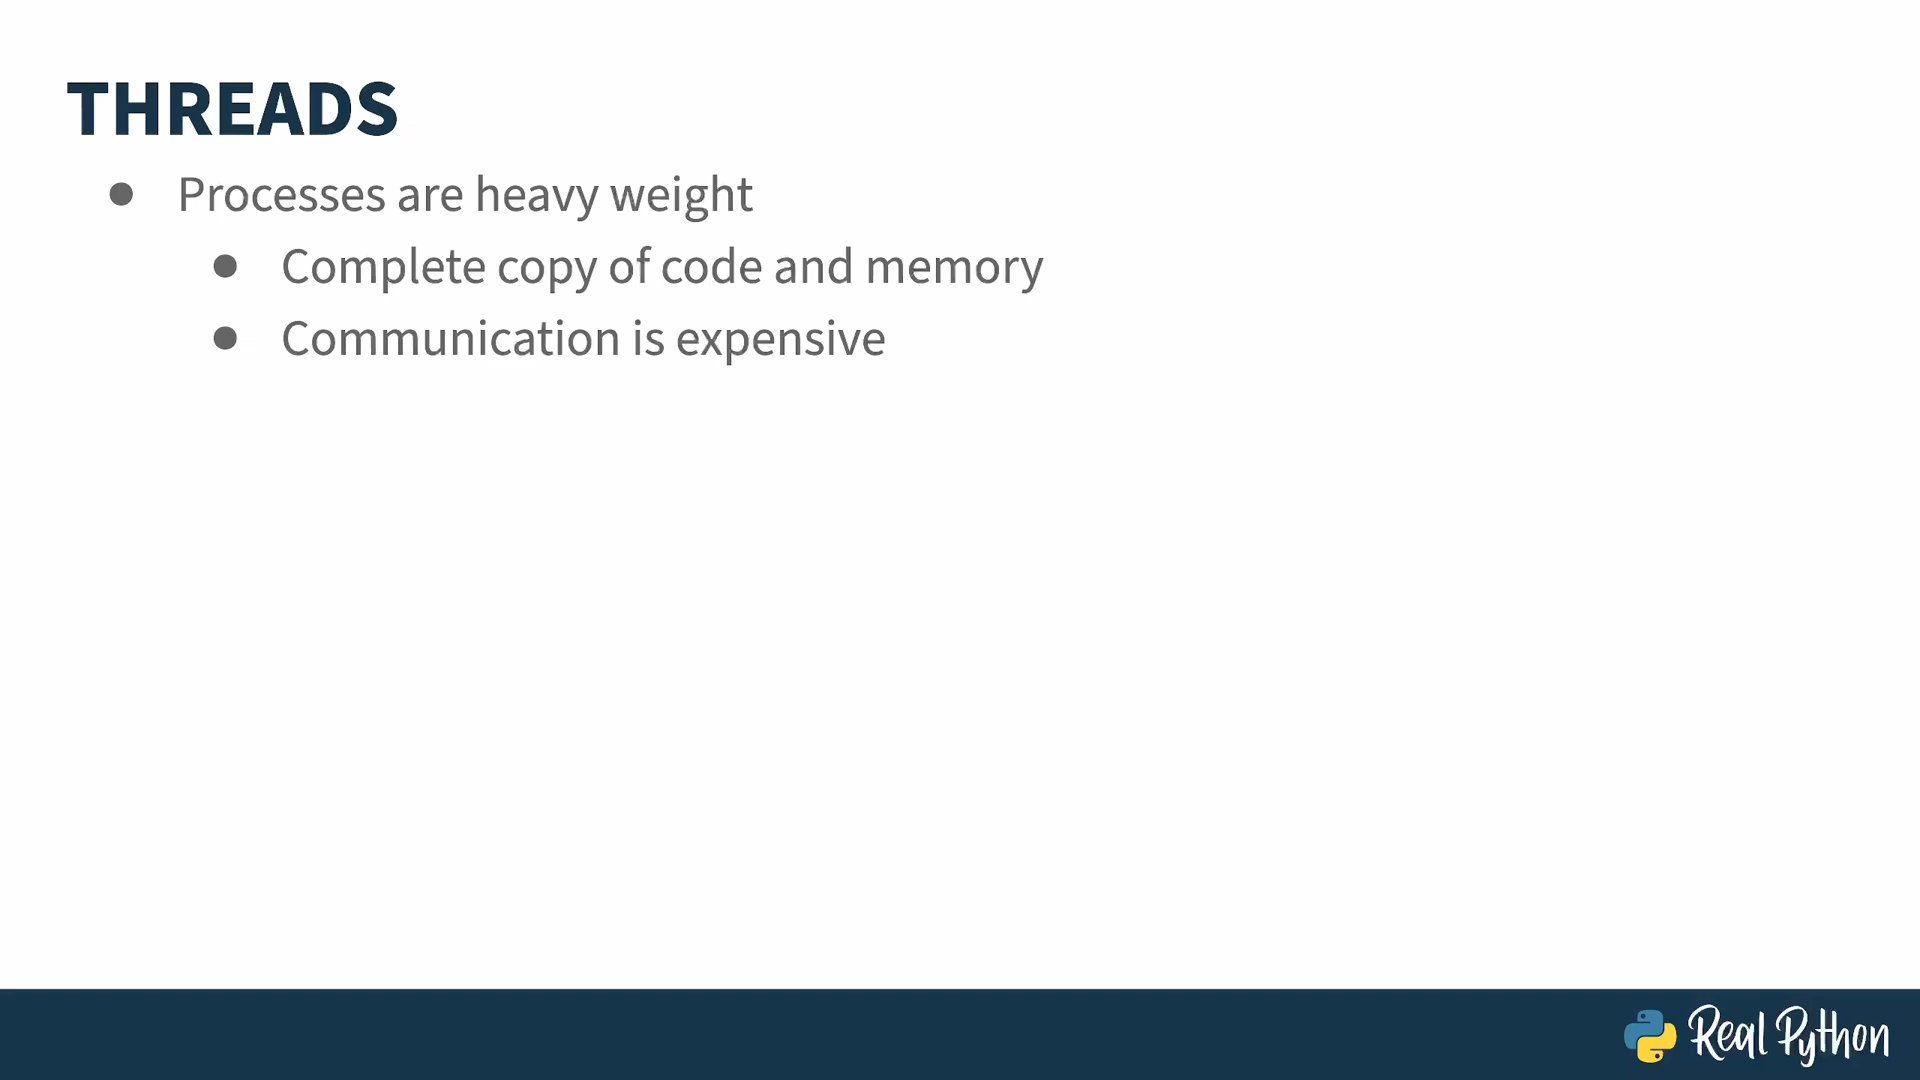 THREADS
● Processes are heavy weight
● Complete copy of code and memory
● Communication is expensive
Real Python